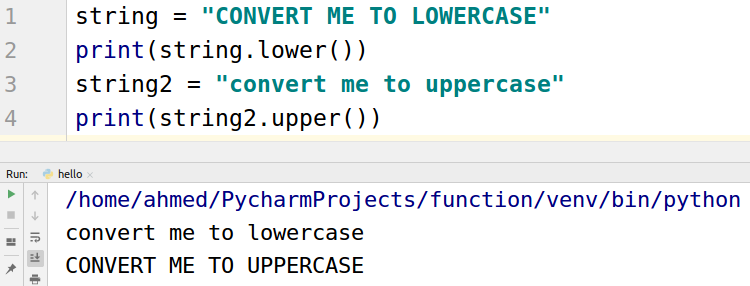 1 string = "CONVERT ME TO LOWERCASE"
2 print(string.lower())
3 string2 = "convert me to uppercase"
4 print(string2.upper())
Run: hello ×
/home/ahmed/PycharmProjects/function/venv/bin/python
convert me to lowercase
CONVERT ME TO UPPERCASE